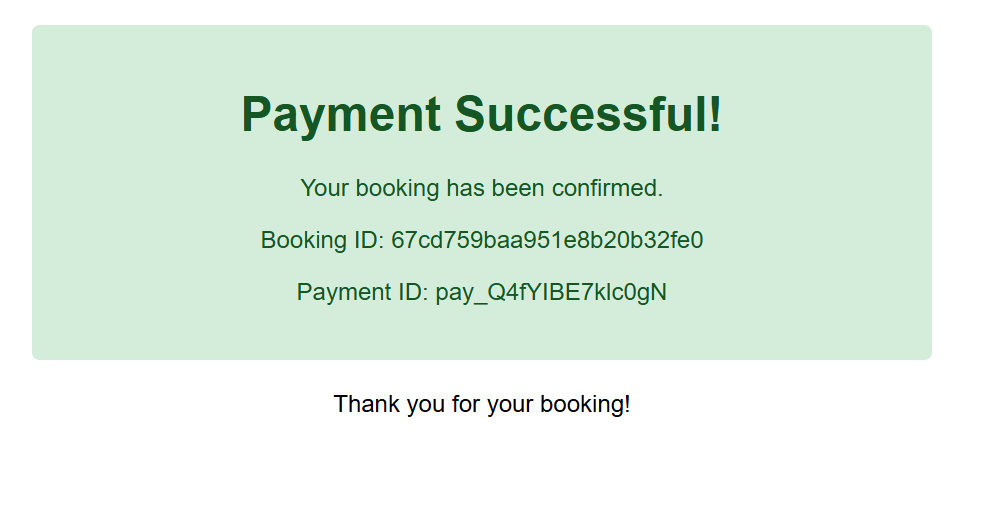 Payment Successful!
Your booking has been confirmed.
Booking ID: 67cd759baa951e8b20b32fe0
Payment ID: pay_Q4fYIBE7klc0gN
Thank you for your booking!